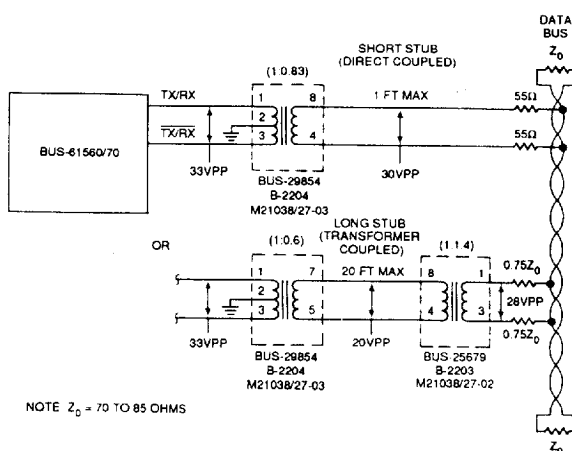 DATA
BUS
Z0
SHORT STUB
(DIRECT COUPLED)
(1:0.83)
TX/RX
1
8
1 FT MAX
55Ω
2
BUS-61560/70
TX/RX
3
4
55Ω
33VPP
30VPP
BUS-29854
B-2204
M21038/27-03
LONG STUB
(TRANSFORMER
COUPLED)
OR
(1:0.6)
(1:1.4)
1
7
20 FT MAX
8
1
0.75Z0
2
28VPP
3
5
4
3
0.75Z0
33VPP
20VPP
BUS-29854
B-2204
M21038/27-03
BUS-25679
B-2203
M21038/27-02
NOTE Z0 = 70 TO 85 OHMS
Z0